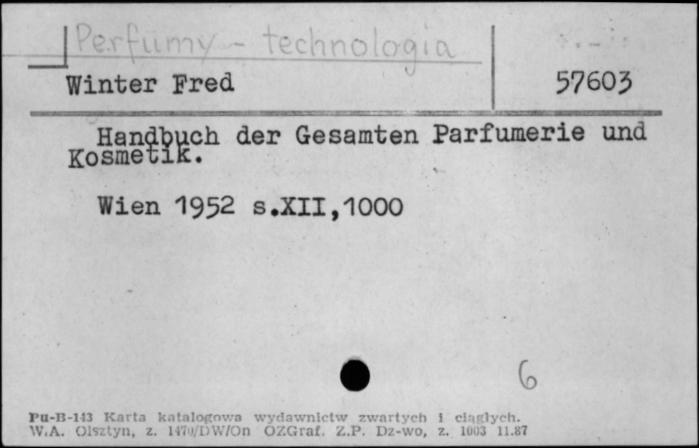 Perfumy - technologia
Winter Fred 57603
Handbuch der Gesamten Parfumerie und
Kosmetik.
Wien 1952 s.XII,1000
6
Pu-B-143 Karta katalogowa wydawnictw zwartych i ciągłych.
W.A. Olsztyn, z. 1470/DW/On OZGraf. Z.P. Dz-wo, z. 1003 11.87